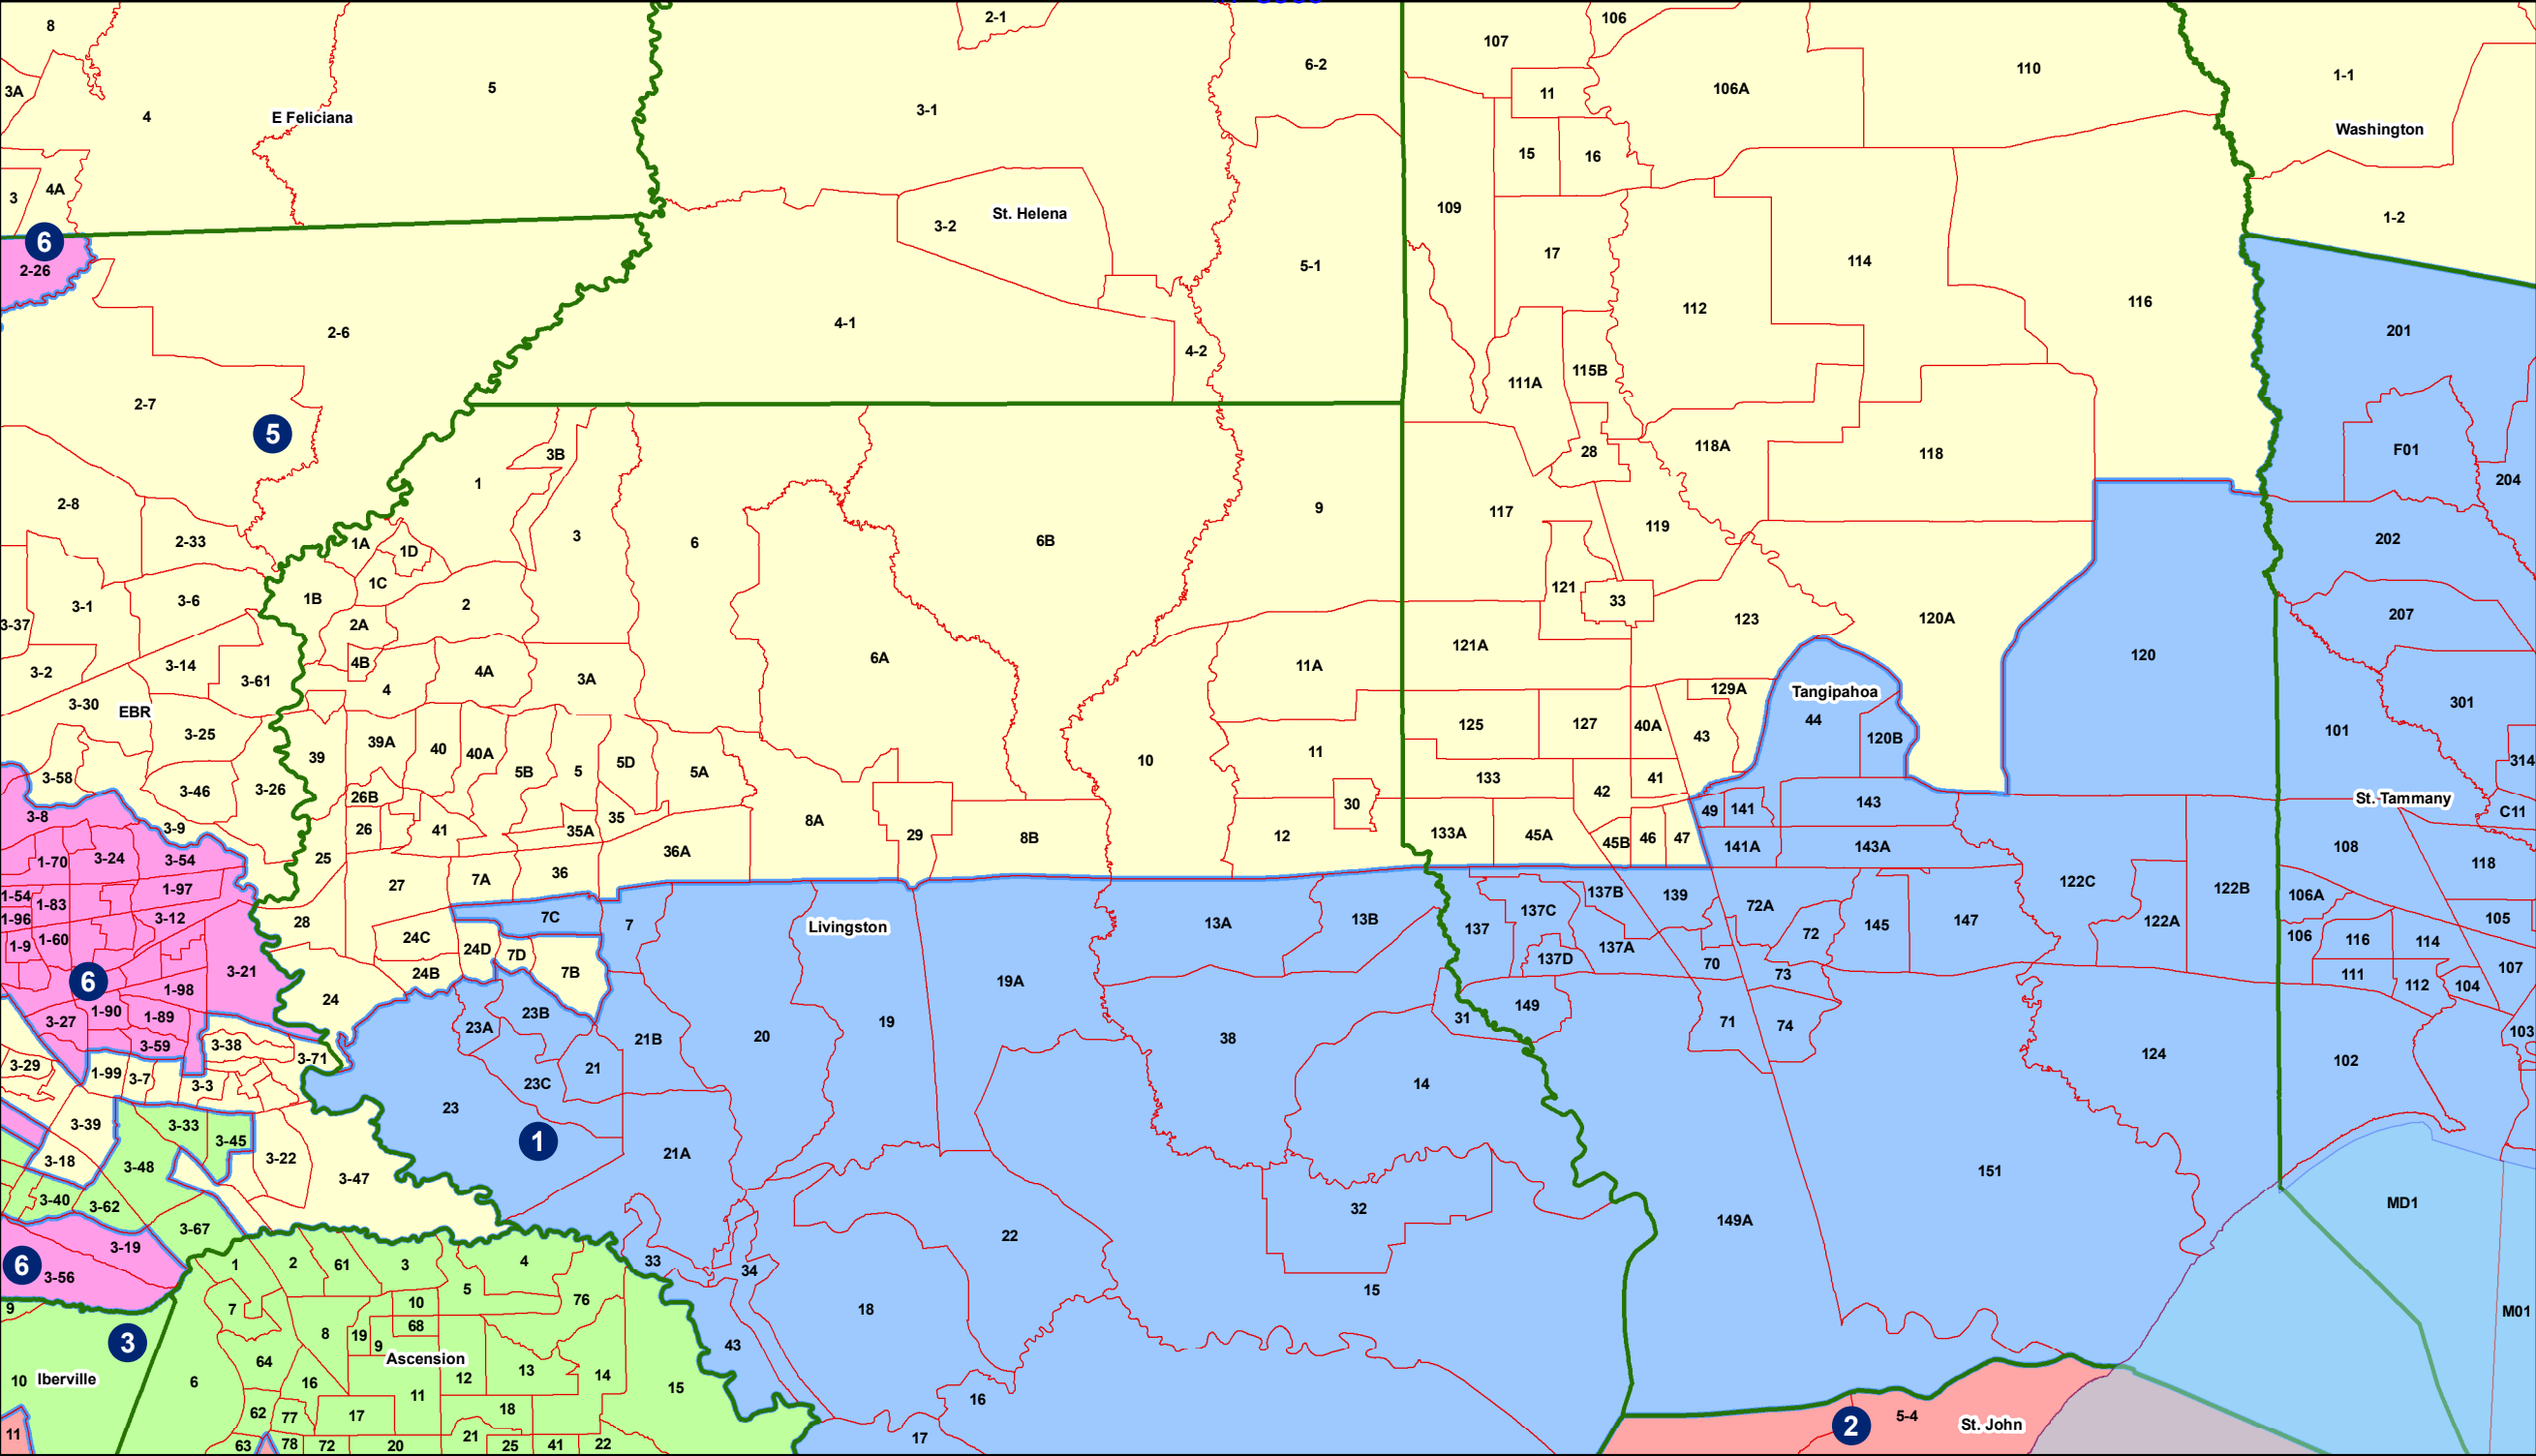 8
2-1
107
106
5
6-2
110
1-1
3A
4
E Feliciana
3-1
11
106A
Washington
15
16
3
4A
3-2
St. Helena
109
1-2
6
2-26
5-1
17
114
2-6
4-1
4-2
112
116
201
2-7
5
111A
115B
3B
28
118A
118
F01
204
1
2-8
9
117
119
2-33
1A
1D
3
6
6B
202
1C
121
33
3-1
3-6
1B
2
3-37
2A
123
120A
207
3-2
3-14
4B
4A
3A
6A
11A
121A
120
3-61
4
129A
Tangipahoa
3-30
EBR
44
301
3-25
39
39A
40
40A
125
127
40A
43
120B
101
10
11
5B
5
5D
5A
3-58
3-46
3-26
26B
133
42
41
314
3-8
3-9
26
41
35A
35
8A
29
8B
30
12
133A
45A
45B
46
47
49
141
143
St. Tammany
C11
1-70
3-24
3-54
25
36A
141A
143A
108
118
1-54
1-83
1-97
27
7A
36
122C
122B
106A
1-96
3-12
28
7C
7
Livingston
13A
13B
137
137C
137B
139
72A
145
147
122A
105
1-9
1-60
24C
24D
7D
137D
137A
72
106
116
114
6
3-21
24B
7B
19A
70
73
111
112
104
107
1-98
24
3-27
1-90
1-89
23A
23B
21B
20
19
38
31
149
71
74
103
3-59
3-38
3-71
124
102
3-29
1-99
3-7
3-3
23C
21
14
23
3-39
3-33
3-45
1
21A
3-18
3-48
3-22
3-47
151
3-40
3-62
32
149A
MD1
3-67
22
3-19
6
3-56
1
2
61
3
4
33
34
15
5
76
9
7
10
18
M01
3
8
19
9
68
43
64
Ascension
13
10
Iberville
6
16
12
14
15
11
16
62
77
17
18
2
5-4
St. John
11
63
78
72
20
21
25
41
22
17